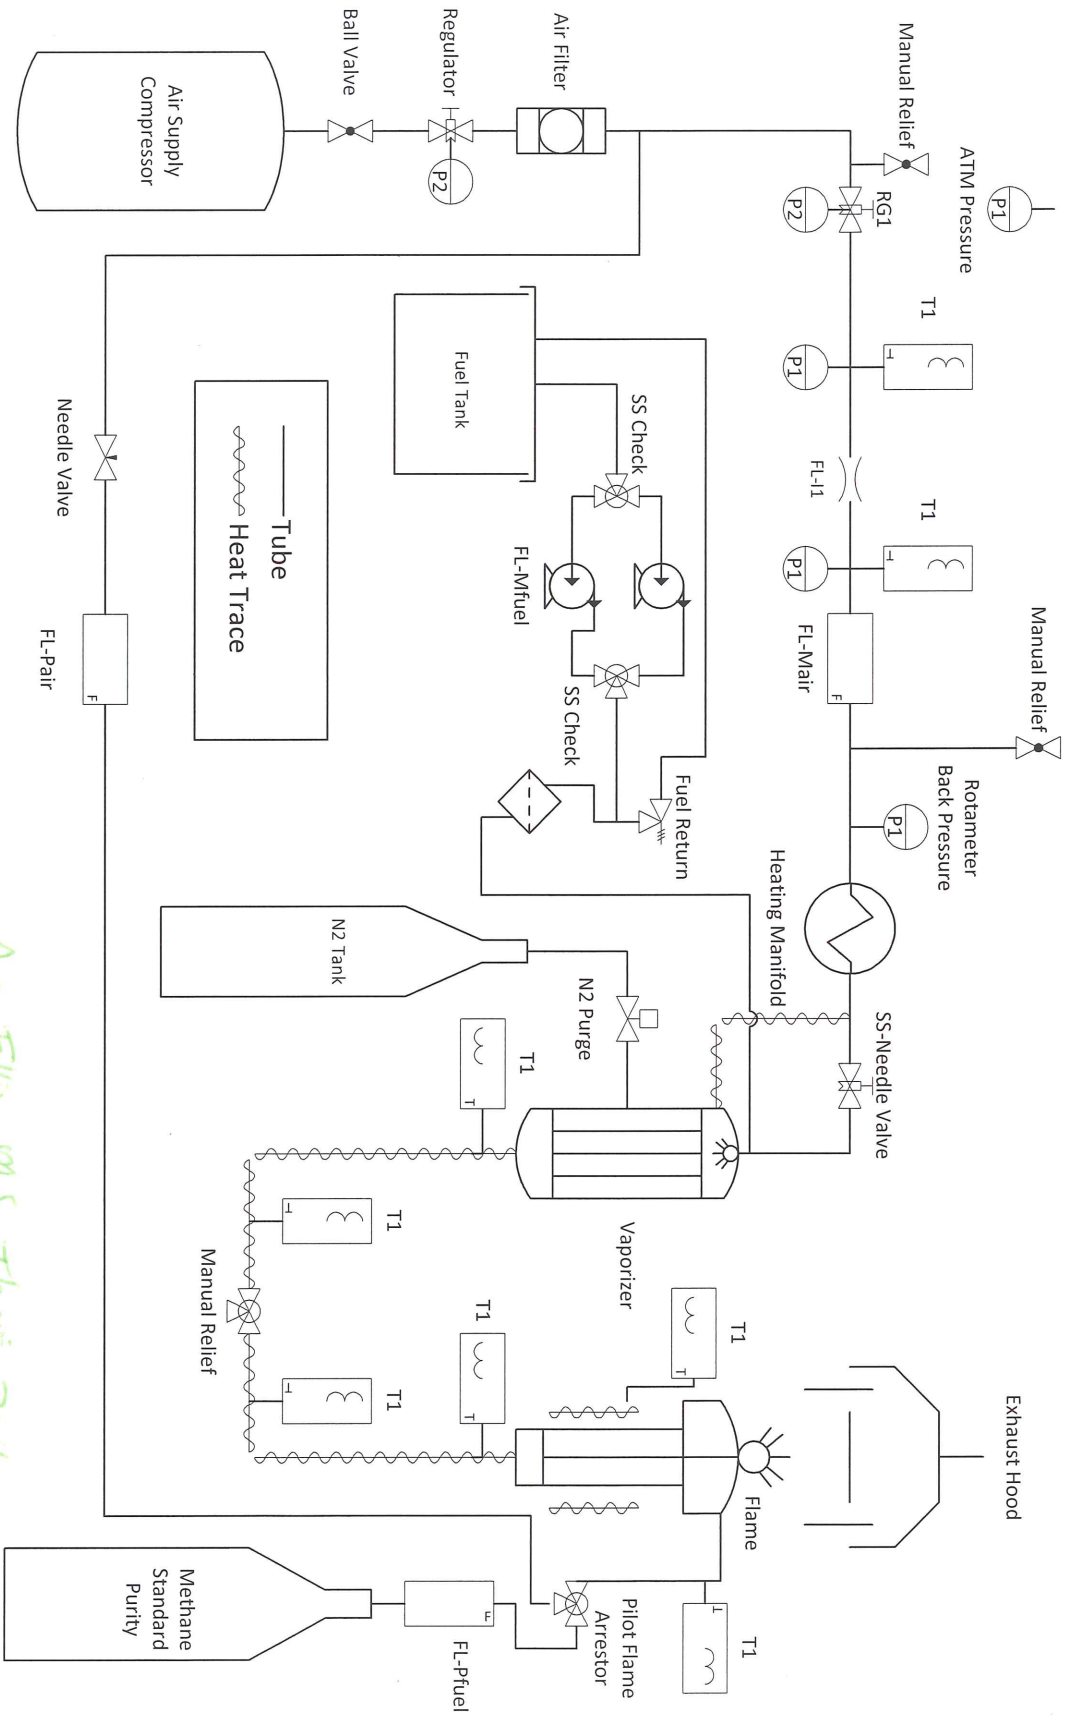 P1
ATM Pressure
Manual Relief
Exhaust Hood
Manual Relief
Rotameter
Back Pressure
P1
T1
T1
RG1
P2
P1
FL-I1
T
P1
T
FL-Mair
F
SS-Needle Valve
Heating Manifold
T1
T
Flame
T1
T
Fuel Return
SS Check
SS Check
FL-Mfuel
Vaporizer
Pilot Flame
Arrestor
N2 Purge
Air Filter
T1
T
T1
T
Regulator
P2
Fuel Tank
FL-Pfuel
F
T1
T
T1
T
Ball Valve
N2 Tank
Manual Relief
Tube
Heat Trace
Air Supply
Compressor
Methane
Standard
Purity
Needle Valve
FL-Pair
F